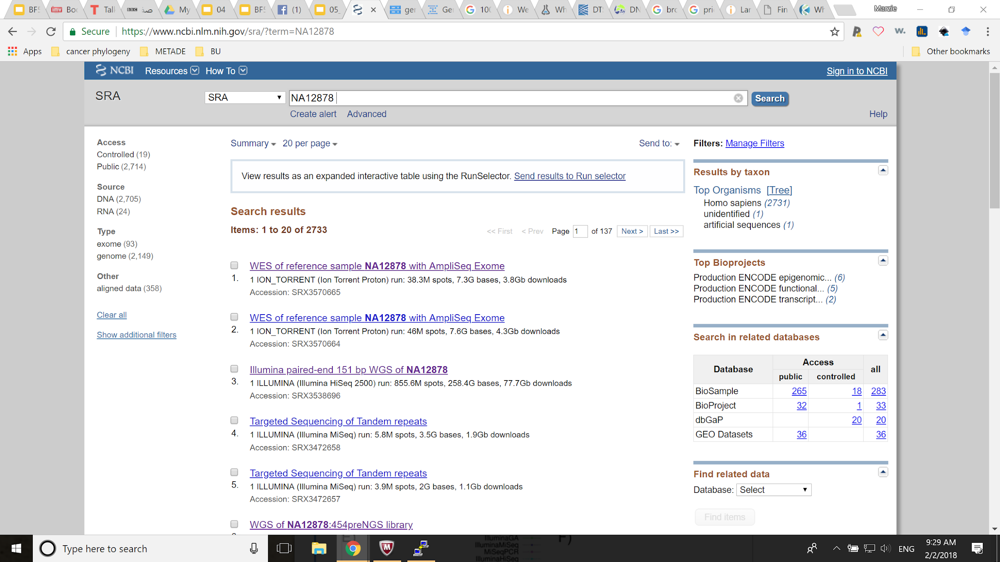 BF5
Boc
Talk
BBC صفـ
My
04
BF5
(1)
05_
ger
Ge
100
We
Wh
DT
DN
bro
pri
Lar
Fin
Wh
Marzie
Secure https://www.ncbi.nlm.nih.gov/sra/?term=NA12878
Apps cancer phylogeny METADE BU Other bookmarks
NCBI Resources How To Sign in to NCBI
SRA SRA NA12878 Search
Create alert Advanced Help
Access
Controlled (19)
Public (2,714)
Source
DNA (2,705)
RNA (24)
Type
exome (93)
genome (2,149)
Other
aligned data (358)
Clear all
Show additional filters
Summary 20 per page Send to:
View results as an expanded interactive table using the RunSelector. Send results to Run selector
Search results
Items: 1 to 20 of 2733
<< First < Prev Page 1 of 137 Next > Last >>
WES of reference sample NA12878 with AmpliSeq Exome
1. 1 ION_TORRENT (Ion Torrent Proton) run: 38.3M spots, 7.3G bases, 3.8Gb downloads
Accession: SRX3570665
WES of reference sample NA12878 with AmpliSeq Exome
2. 1 ION_TORRENT (Ion Torrent Proton) run: 46M spots, 7.6G bases, 4.3Gb downloads
Accession: SRX3570664
Illumina paired-end 151 bp WGS of NA12878
3. 1 ILLUMINA (Illumina HiSeq 2500) run: 855.6M spots, 258.4G bases, 77.7Gb downloads
Accession: SRX3538696
Targeted Sequencing of Tandem repeats
4. 1 ILLUMINA (Illumina MiSeq) run: 5.8M spots, 3.5G bases, 1.9Gb downloads
Accession: SRX3472658
Targeted Sequencing of Tandem repeats
5. 1 ILLUMINA (Illumina MiSeq) run: 3.9M spots, 2G bases, 1.1Gb downloads
Accession: SRX3472657
WGS of NA12878:454preNGS library
Filters: Manage Filters
Results by taxon
Top Organisms [Tree]
Homo sapiens (2731)
unidentified (1)
artificial sequences (1)
Top Bioprojects
Production ENCODE epigenomic... (6)
Production ENCODE functional... (5)
Production ENCODE transcript... (2)
Search in related databases
Database Access all
public controlled
BioSample 265 18 283
BioProject 32 1 33
dbGaP 20 20
GEO Datasets 36 36
Find related data
Database: Select
Find items
Type here to search
E)
IlluminaGA
IlluminaMiSeq
MiSeqPCR
IlluminaHiSeq
F)
ENG
9:29 AM
2/2/2018